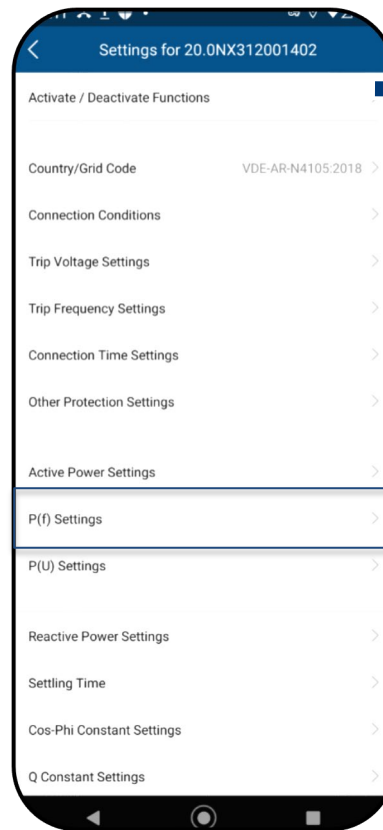 Settings for 20.0NX312001402
Activate / Deactivate Functions
Country/Grid Code VDE-AR-N4105:2018
Connection Conditions
Trip Voltage Settings
Trip Frequency Settings
Connection Time Settings
Other Protection Settings
Active Power Settings
P(f) Settings
P(U) Settings
Reactive Power Settings
Settling Time
Cos-Phi Constant Settings
Q Constant Settings